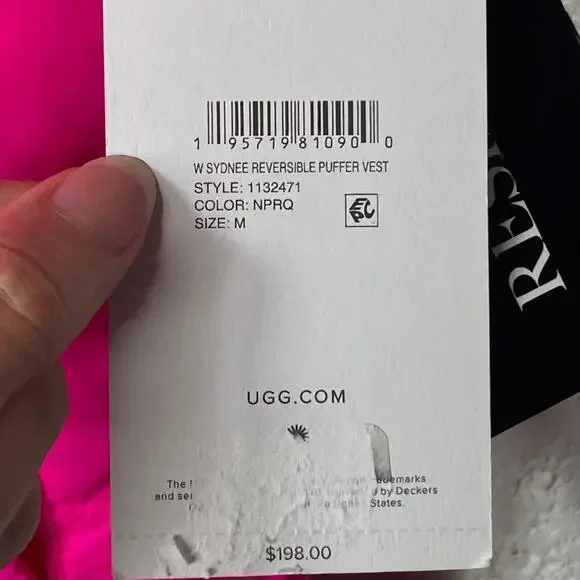 1 95719 81090 0
W SYDNEE REVERSIBLE PUFFER VEST
STYLE: 1132471
COLOR: NPRQ
SIZE: M
EPC
UGG.COM
The
and
by Deckers
States.
$198.00